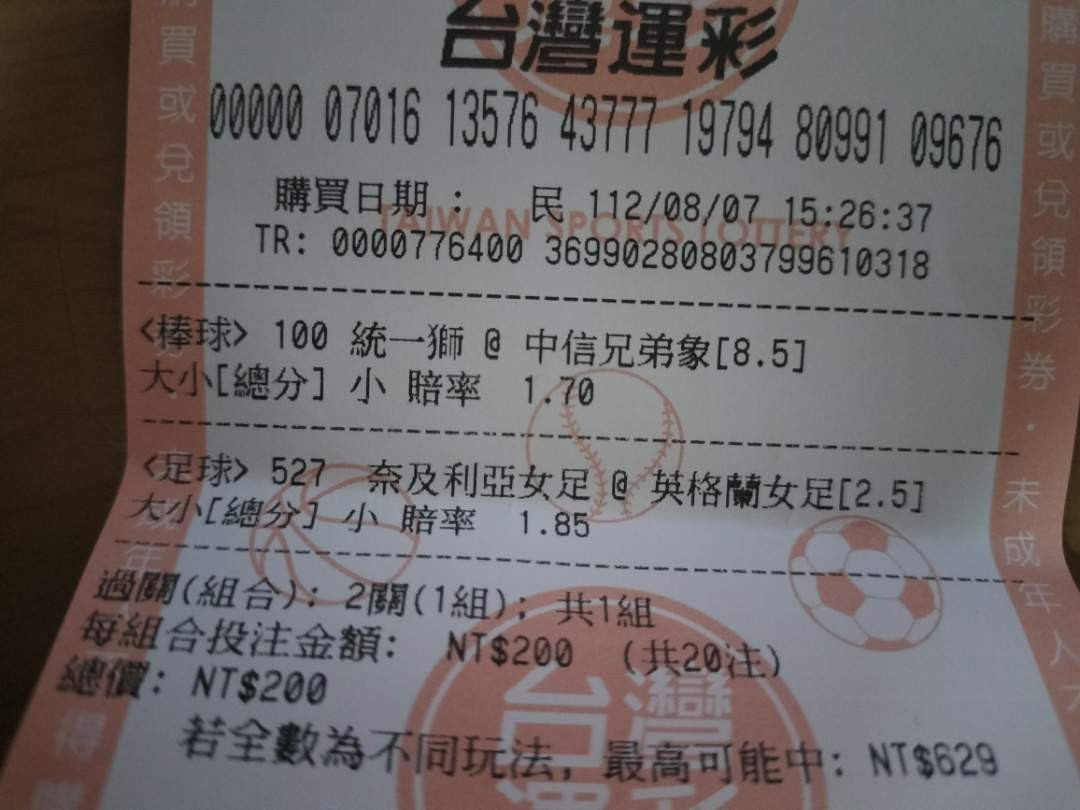 台灣運彩
00000 07016 13576 43777 19794 80991 09676
購買日期 : 民 112/08/07 15:26:37
TAIWAN SPORTS LOTTERY
TR: 0000776400 369902808037996103​18
<棒球> 100 統一獅 @ 中信兄弟象[8.5]
大小[總分] 小 賠率 1.70
<足球> 527 奈及利亞女足 @ 英格蘭女足[2.5]
大小[總分] 小 賠率 1.85
過關(組合): 2關(1組); 共1組
每組合投注金額: NT$200 (共20注)
總價: NT$200
若全數為不同玩法, 最高可能中: NT$629
台灣
購買或兌領彩
年
得
購買或兌領彩券.未成年人